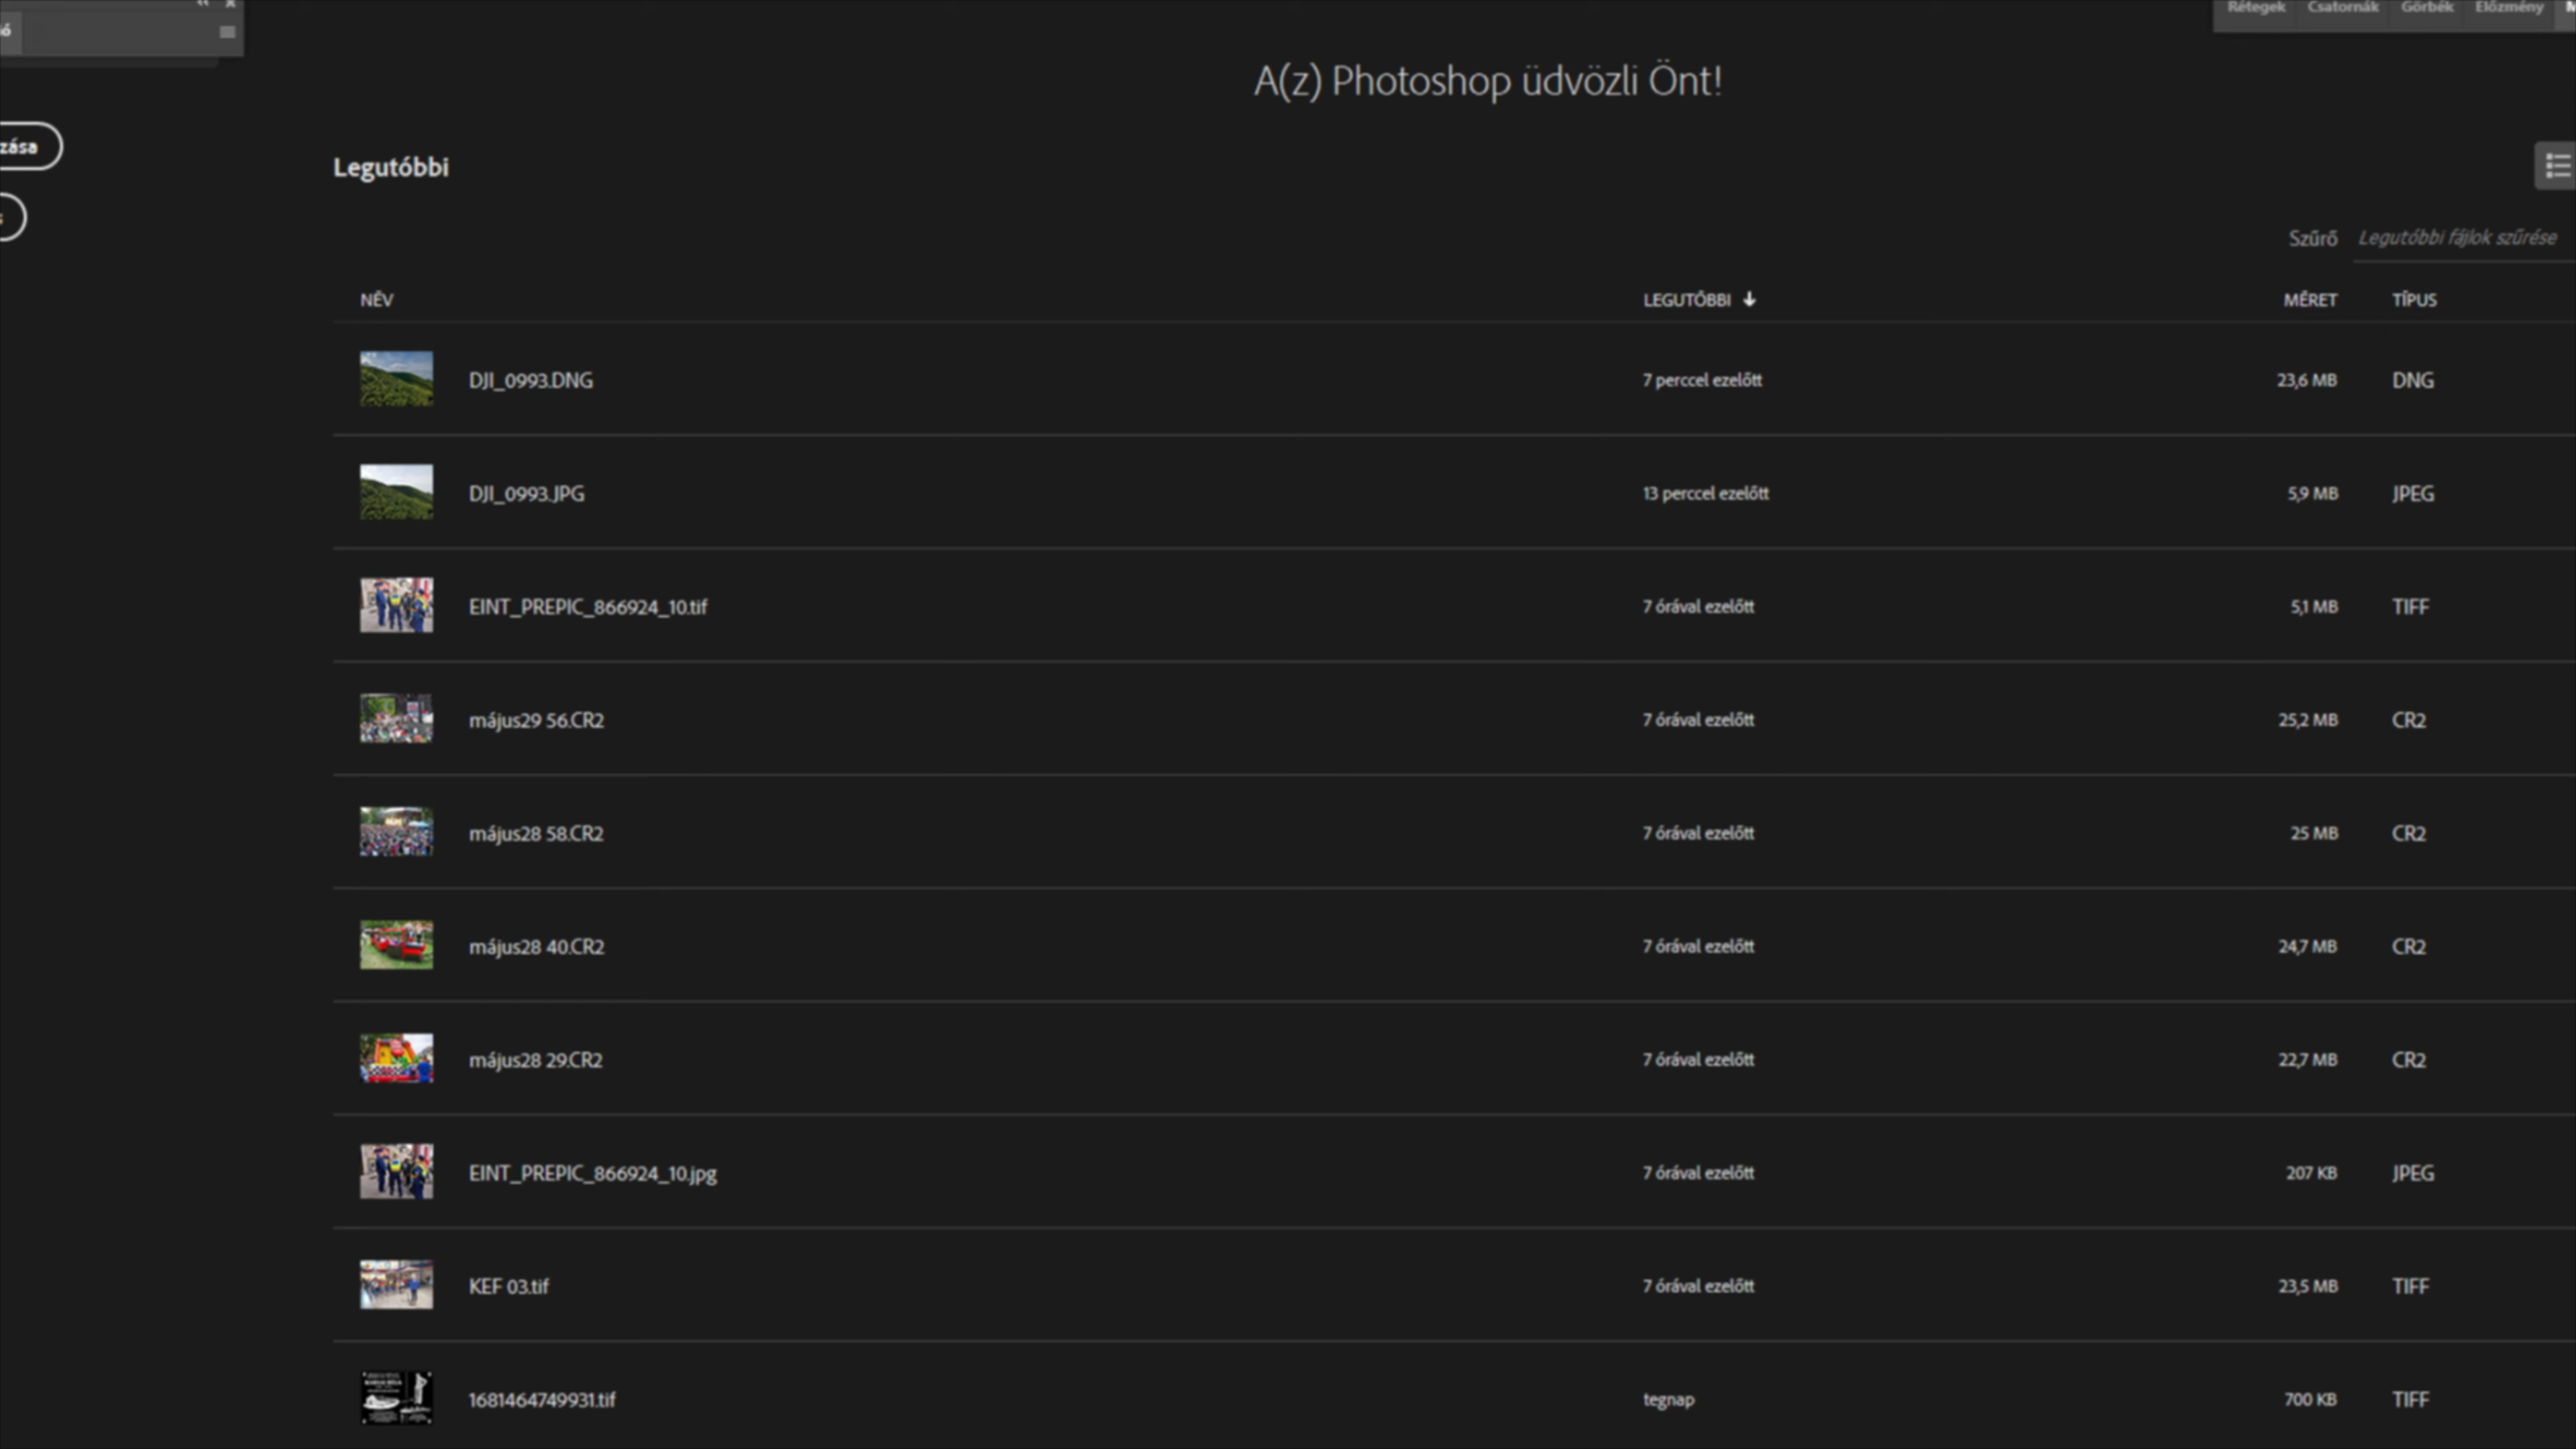 Rétegek Csatornák Görbék Előzmény
A(z) Photoshop üdvözli Önt!
Legutóbbi
Szűrő Legutóbbi fájlok szűrése
NÉV LEGUTÓBBI MÉRET TÍPUS
DJI_0993.DNG 7 perccel ezelőtt 23,6 MB DNG
DJI_0993.JPG 13 perccel ezelőtt 5,9 MB JPEG
EINT_PREPIC_866924_10.tif 7 órával ezelőtt 5,1 MB TIFF
május29 56.CR2 7 órával ezelőtt 25,2 MB CR2
május28 58.CR2 7 órával ezelőtt 25 MB CR2
május28 40.CR2 7 órával ezelőtt 24,7 MB CR2
május28 29.CR2 7 órával ezelőtt 22,7 MB CR2
EINT_PREPIC_866924_10.jpg 7 órával ezelőtt 207 KB JPEG
KEF 03.tif 7 órával ezelőtt 23,5 MB TIFF
1681464749931.tif tegnap 700 KB TIFF